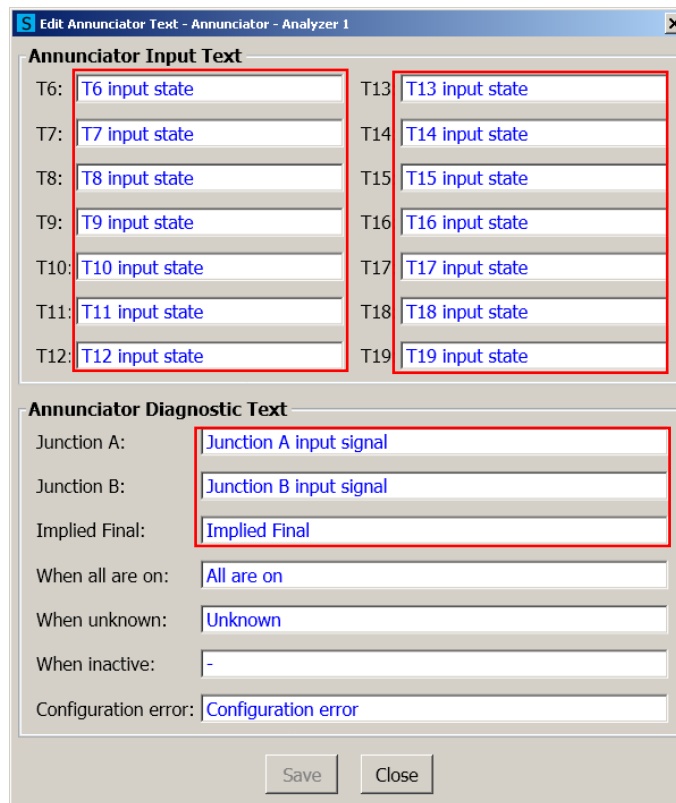 S Edit Annunciator Text - Annunciator - Analyzer 1
Annunciator Input Text
T6: T6 input state T13 T13 input state
T7: T7 input state T14 T14 input state
T8: T8 input state T15 T15 input state
T9: T9 input state T16 T16 input state
T10: T10 input state T17 T17 input state
T11: T11 input state T18 T18 input state
T12: T12 input state T19 T19 input state
Annunciator Diagnostic Text
Junction A: Junction A input signal
Junction B: Junction B input signal
Implied Final: Implied Final
When all are on: All are on
When unknown: Unknown
When inactive: -
Configuration error: Configuration error
Save Close